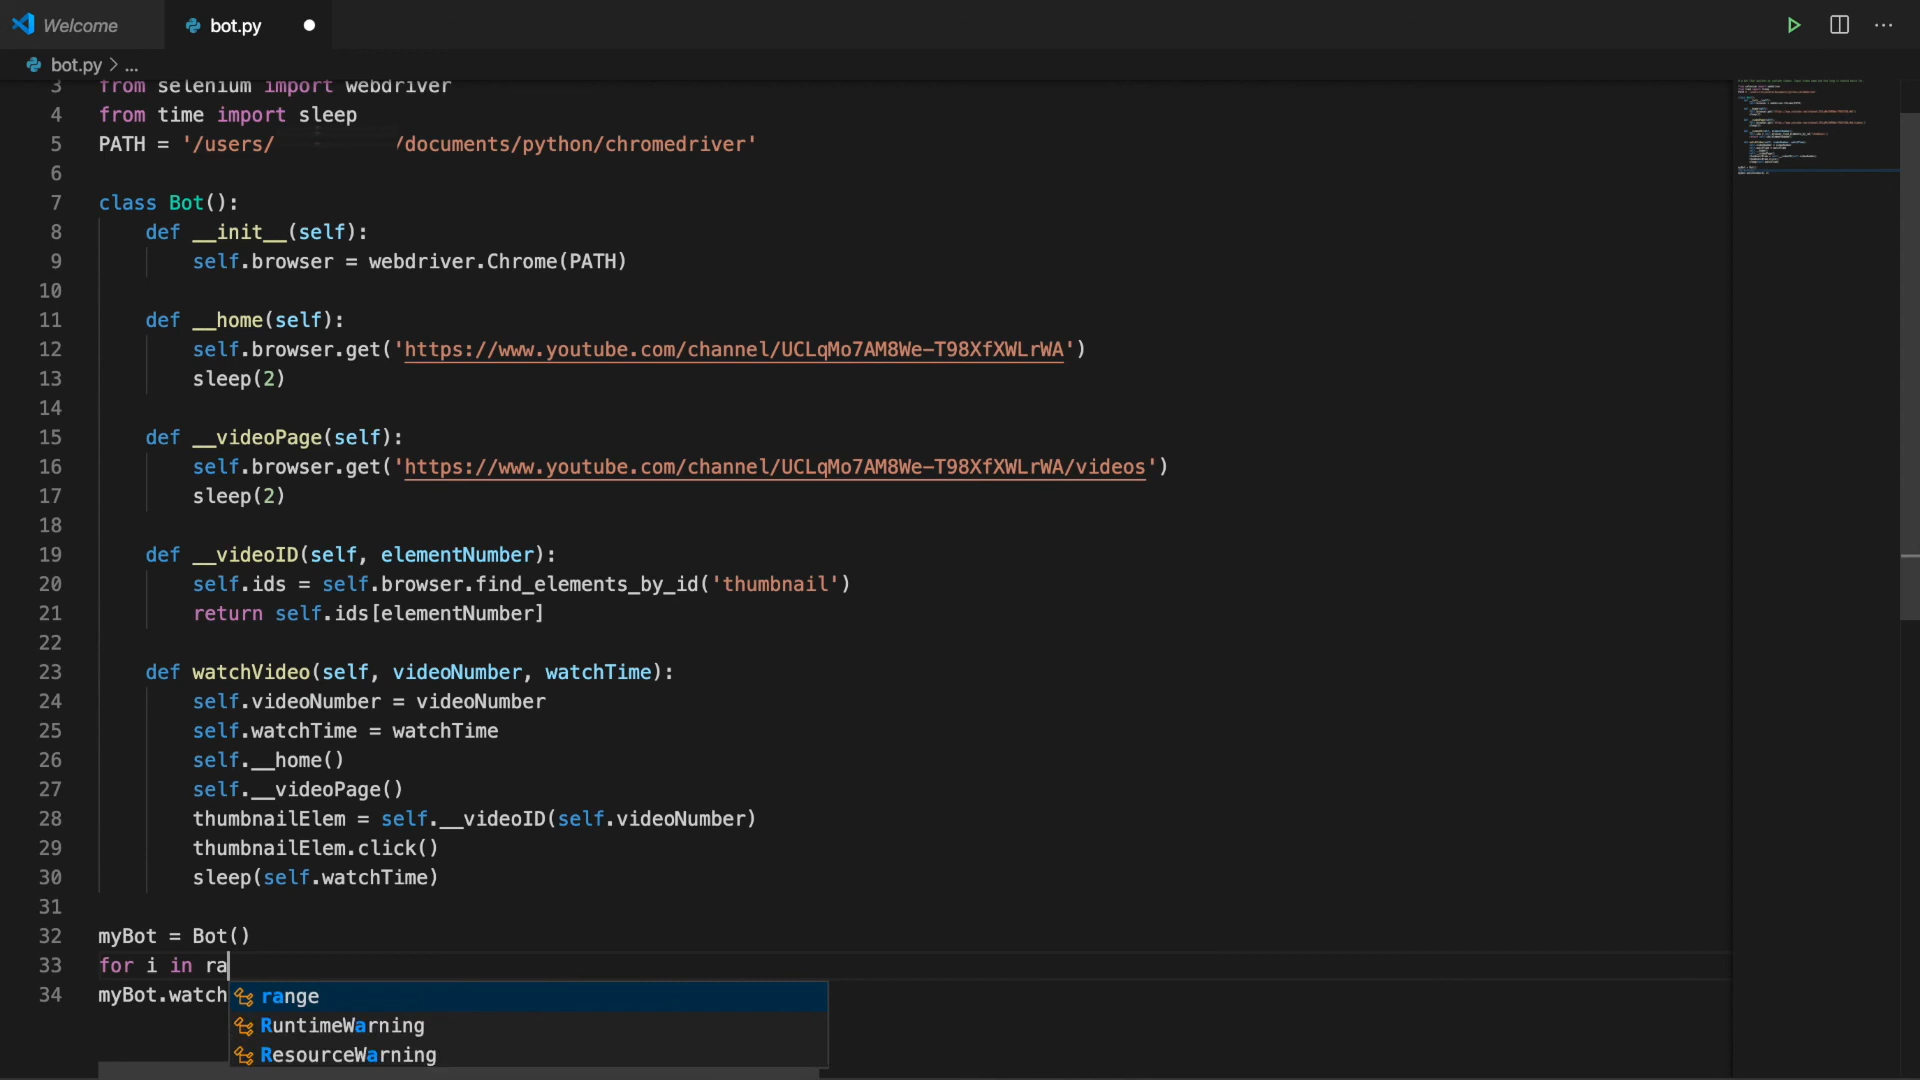 Welcome
bot.py
bot.py > ...
3 from selenium import webdriver
4 from time import sleep
5 PATH = '/users/ /documents/python/chromedriver'
6
7 class Bot():
8 def __init__(self):
9 self.browser = webdriver.Chrome(PATH)
10
11 def __home(self):
12 self.browser.get('https://www.youtube.com/channel/UCLqMo7AM8We-T98XfXWLrWA')
13 sleep(2)
14
15 def __videoPage(self):
16 self.browser.get('https://www.youtube.com/channel/UCLqMo7AM8We-T98XfXWLrWA/videos')
17 sleep(2)
18
19 def __videoID(self, elementNumber):
20 self.ids = self.browser.find_elements_by_id('thumbnail')
21 return self.ids[elementNumber]
22
23 def watchVideo(self, videoNumber, watchTime):
24 self.videoNumber = videoNumber
25 self.watchTime = watchTime
26 self.__home()
27 self.__videoPage()
28 thumbnailElem = self.__videoID(self.videoNumber)
29 thumbnailElem.click()
30 sleep(self.watchTime)
31
32 myBot = Bot()
33 for i in ra
34 myBot.watch
range
RuntimeWarning
ResourceWarning